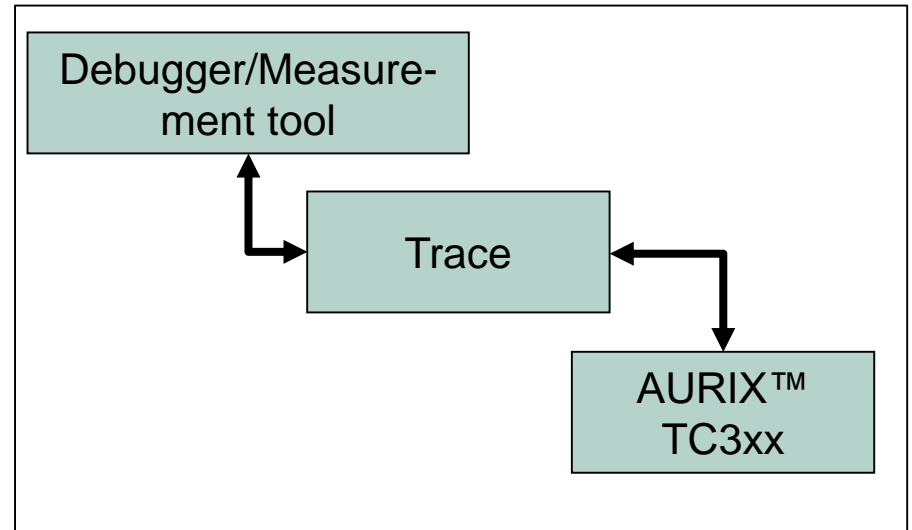 Debugger/Measure-
ment tool
Trace
AURIX™
TC3xx